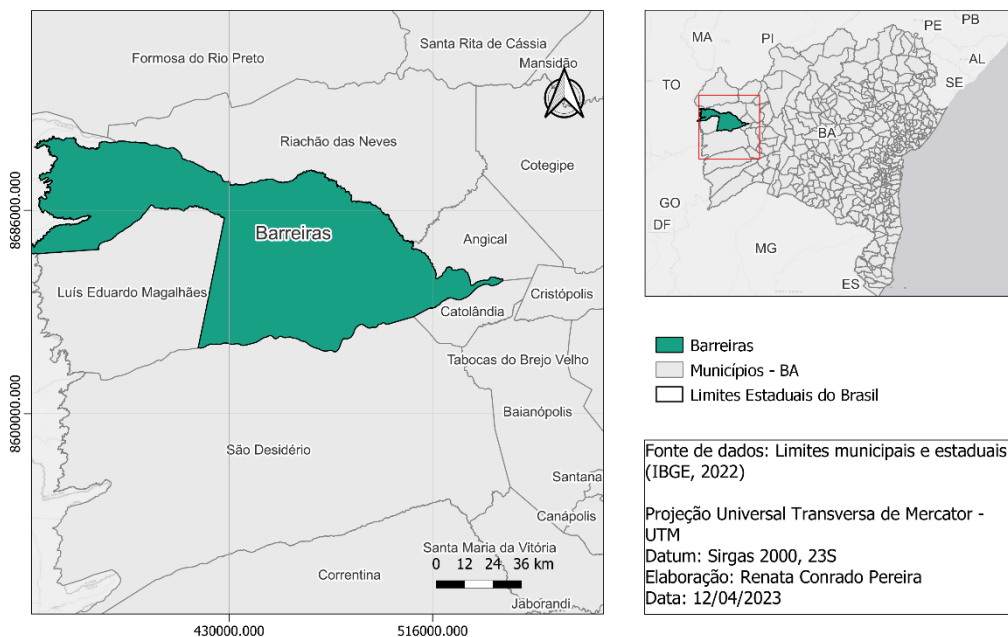 Santa Rita de Cássia
Formosa do Rio Preto
Mansidão
Riachão das Neves
Cotegipe
Barreiras
Angical
Luís Eduardo Magalhães
Cristópolis
Catolândia
Tabocas do Brejo Velho
Baianópolis
São Desidério
Santana
Canápolis
Santa Maria da Vitória
0 12 24 36 km
Correntina
Jaborandi
8686000.000
8600000.000
430000.000
516000.000
PB
PE
MA
PI
AL
TO
SE
BA
GO
DF
MG
ES
Barreiras
Municípios - BA
Limites Estaduais do Brasil
Fonte de dados: Limites municipais e estaduais
(IBGE, 2022)
Projeção Universal Transversa de Mercator -
UTM
Datum: Sirgas 2000, 23S
Elaboração: Renata Conrado Pereira
Data: 12/04/2023